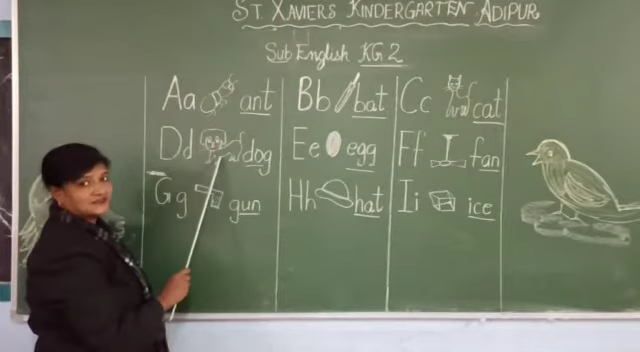 ST. XAVIERS KINDERGARTEN ADIPUR
Sub English KG 2
Aa ant Bb bat Cc cat
Dd dog Ee egg Ff fan
Gg gun Hh hat Ii ice